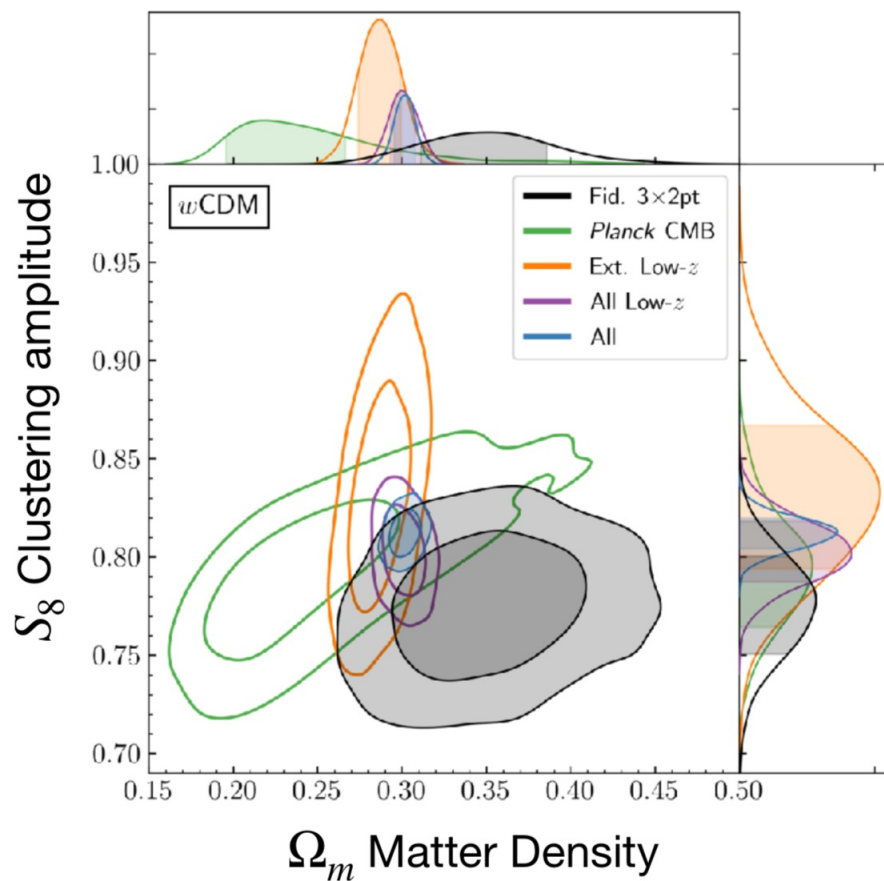 1.00
wCDM
Fid. 3×2pt
Planck CMB
Ext. Low-z
All Low-z
All
0.95
0.90
0.85
0.80
0.75
0.70
S₈ Clustering amplitude
0.15 0.20 0.25 0.30 0.35 0.40 0.45 0.50
Ωₘ Matter Density